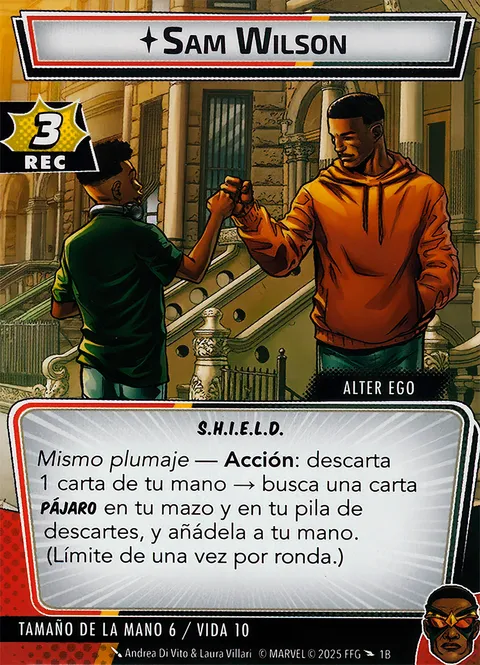 SAM WILSON
3
REC
ALTER EGO
S.H.I.E.L.D.
Mismo plumaje — Acción: descarta
1 carta de tu mano → busca una carta
PÁJARO en tu mazo y en tu pila de
descartes, y añádela a tu mano.
(Límite de una vez por ronda.)
TAMAÑO DE LA MANO 6 / VIDA 10
Andrea Di Vito & Laura Villari © MARVEL © 2025 FFG 1B